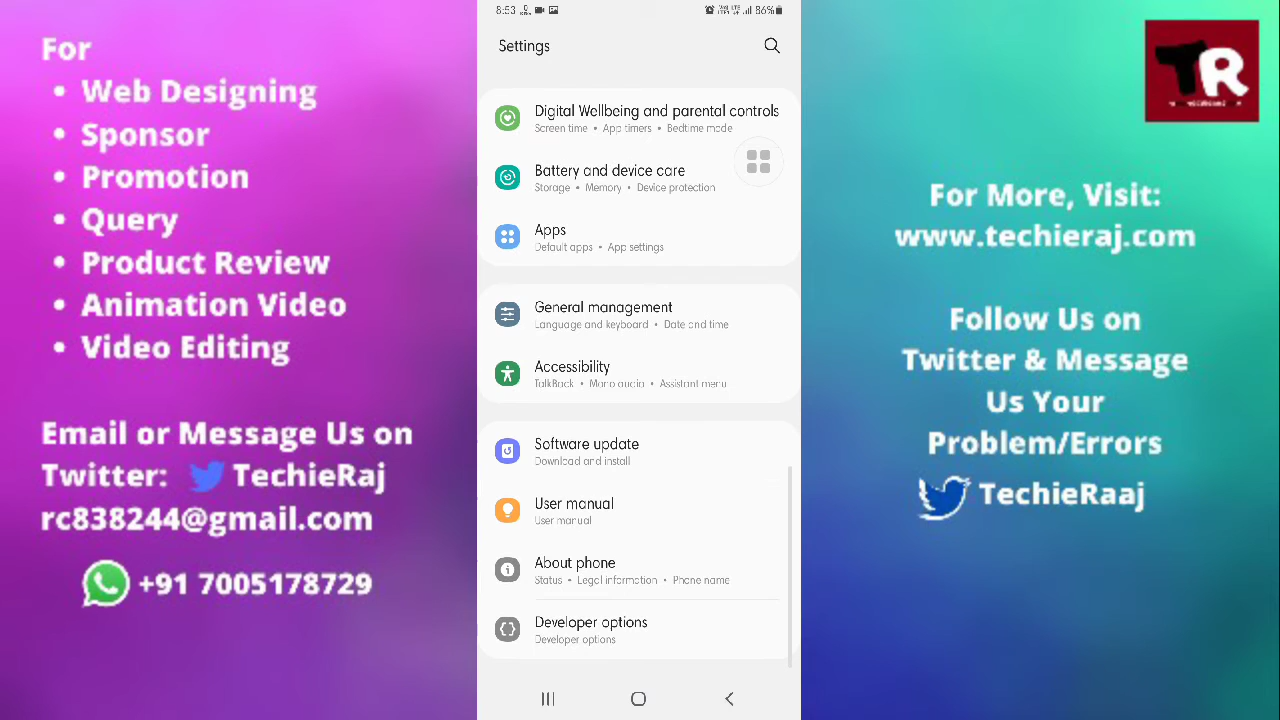 For
• Web Designing
• Sponsor
• Promotion
• Query
• Product Review
• Animation Video
• Video Editing
Email or Message Us on
Twitter: TechieRaj
rc838244@gmail.com
+91 7005178729
8:53
86%
Settings
Digital Wellbeing and parental controls
Screen time • App timers • Bedtime mode
Battery and device care
Storage • Memory • Device protection
Apps
Default apps • App settings
General management
Language and keyboard • Date and time
Accessibility
TalkBack • Mono audio • Assistant menu
Software update
Download and install
User manual
User manual
About phone
Status • Legal information • Phone name
Developer options
Developer options
TR
For More, Visit:
www.techieraj.com
Follow Us on
Twitter & Message
Us Your
Problem/Errors
TechieRaaj